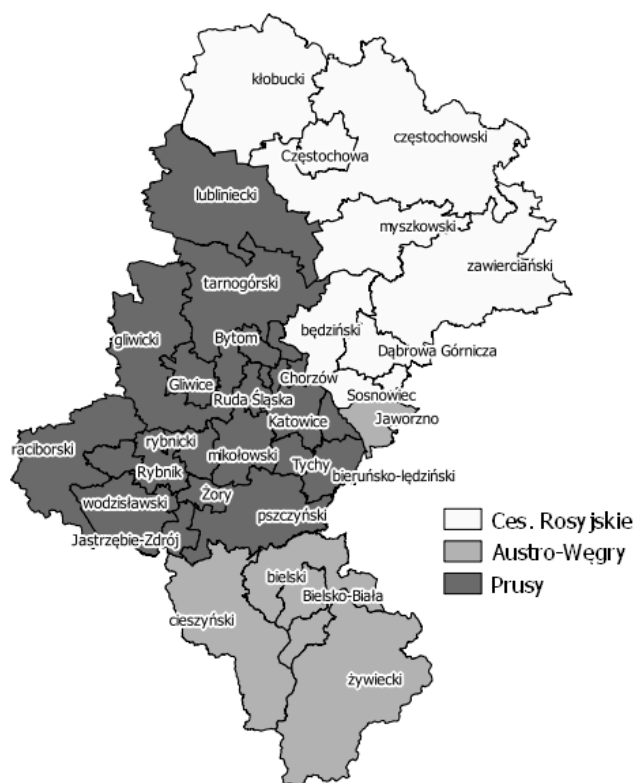 kłobucki
częstochowski
Częstochowa
lubliniecki
myszkowski
zawierciański
tarnogórski
będziński
gliwicki
Bytom
Dąbrowa Górnicza
Gliwice
Chorzów
Ruda Śląska
Sosnowiec
Katowice
Jaworzno
raciborski
rybnicki
mikołowski
Rybnik
Tychy
bieruńsko-lędziński
wodzisławski
Żory
pszczyński
Jastrzębie-Zdrój
Ces. Rosyjskie
Austro-Węgry
Prusy
bielski
Bielsko-Biała
cieszyński
żywiecki